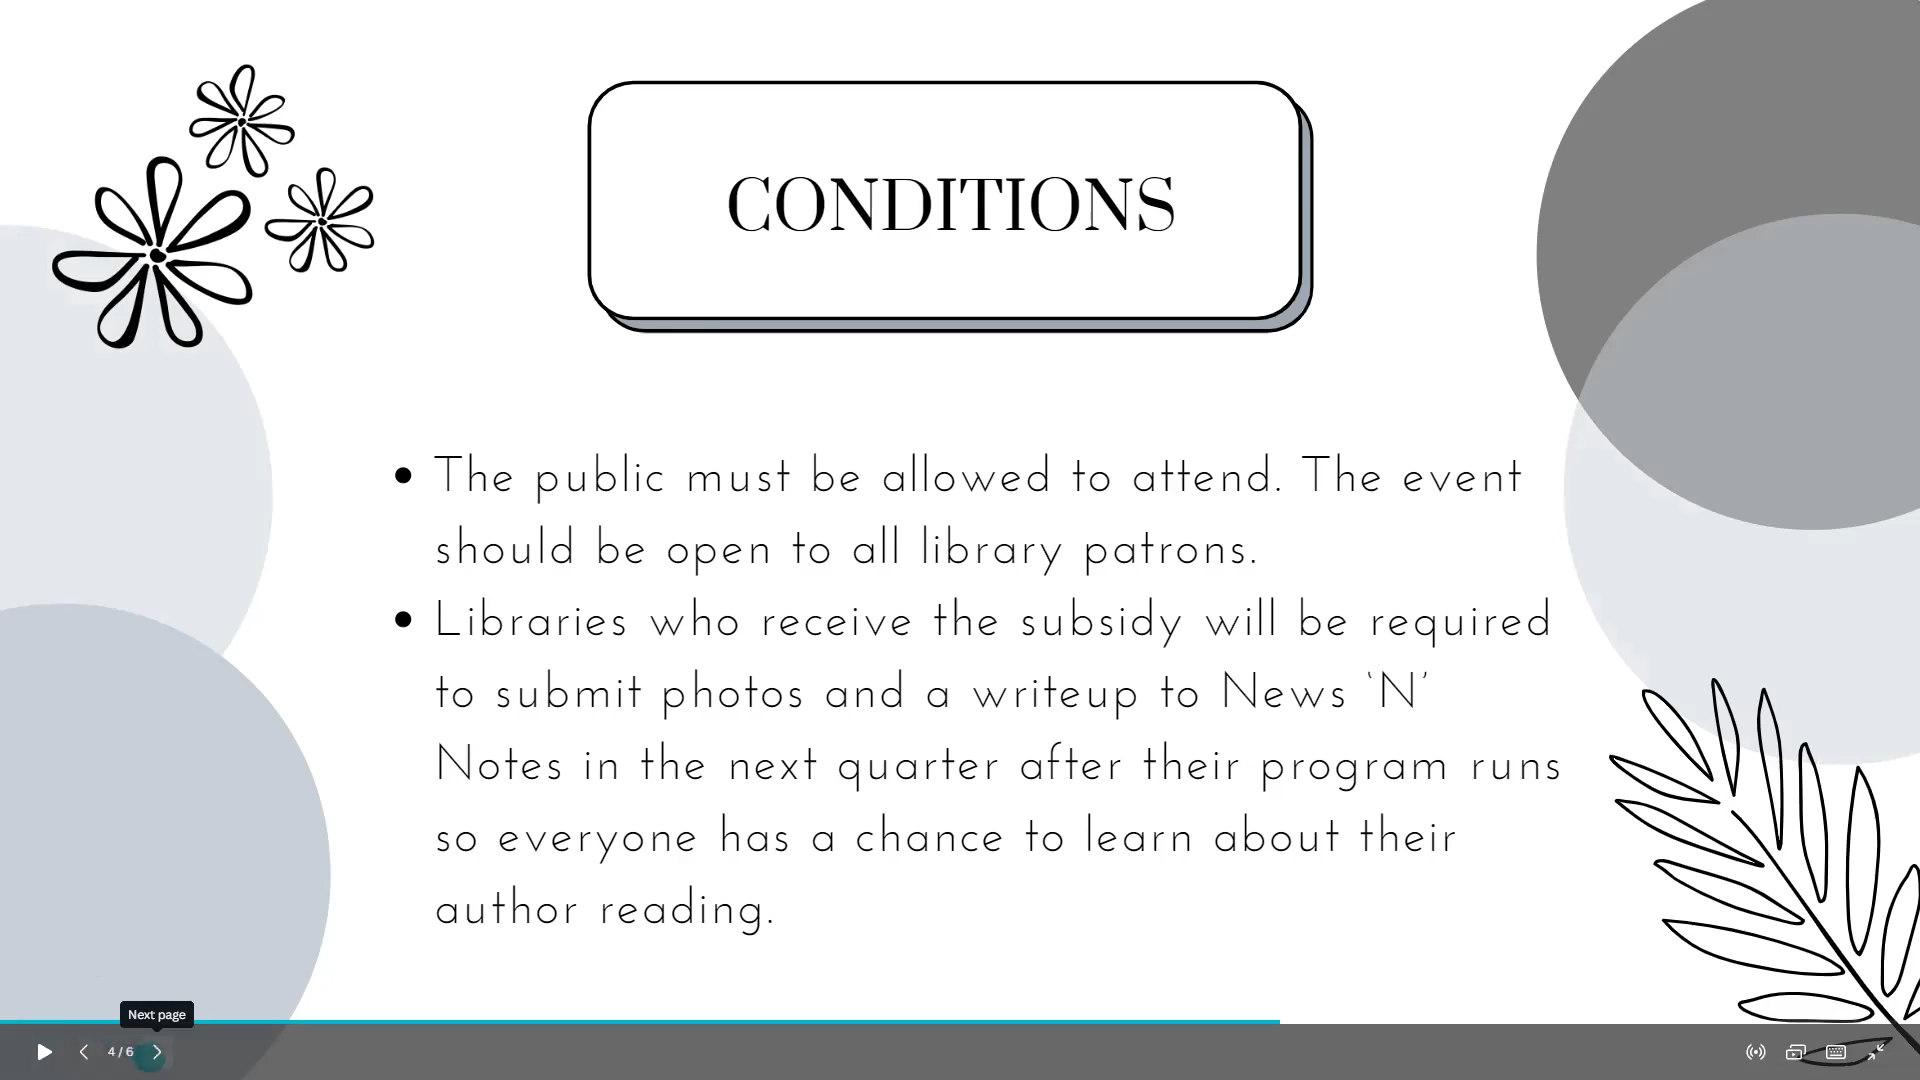 CONDITIONS
• The public must be allowed to attend. The event
should be open to all library patrons.
• Libraries who receive the subsidy will be required
to submit photos and a writeup to News ‘N’
Notes in the next quarter after their program runs
so everyone has a chance to learn about their
author reading.
Next page
4 / 6